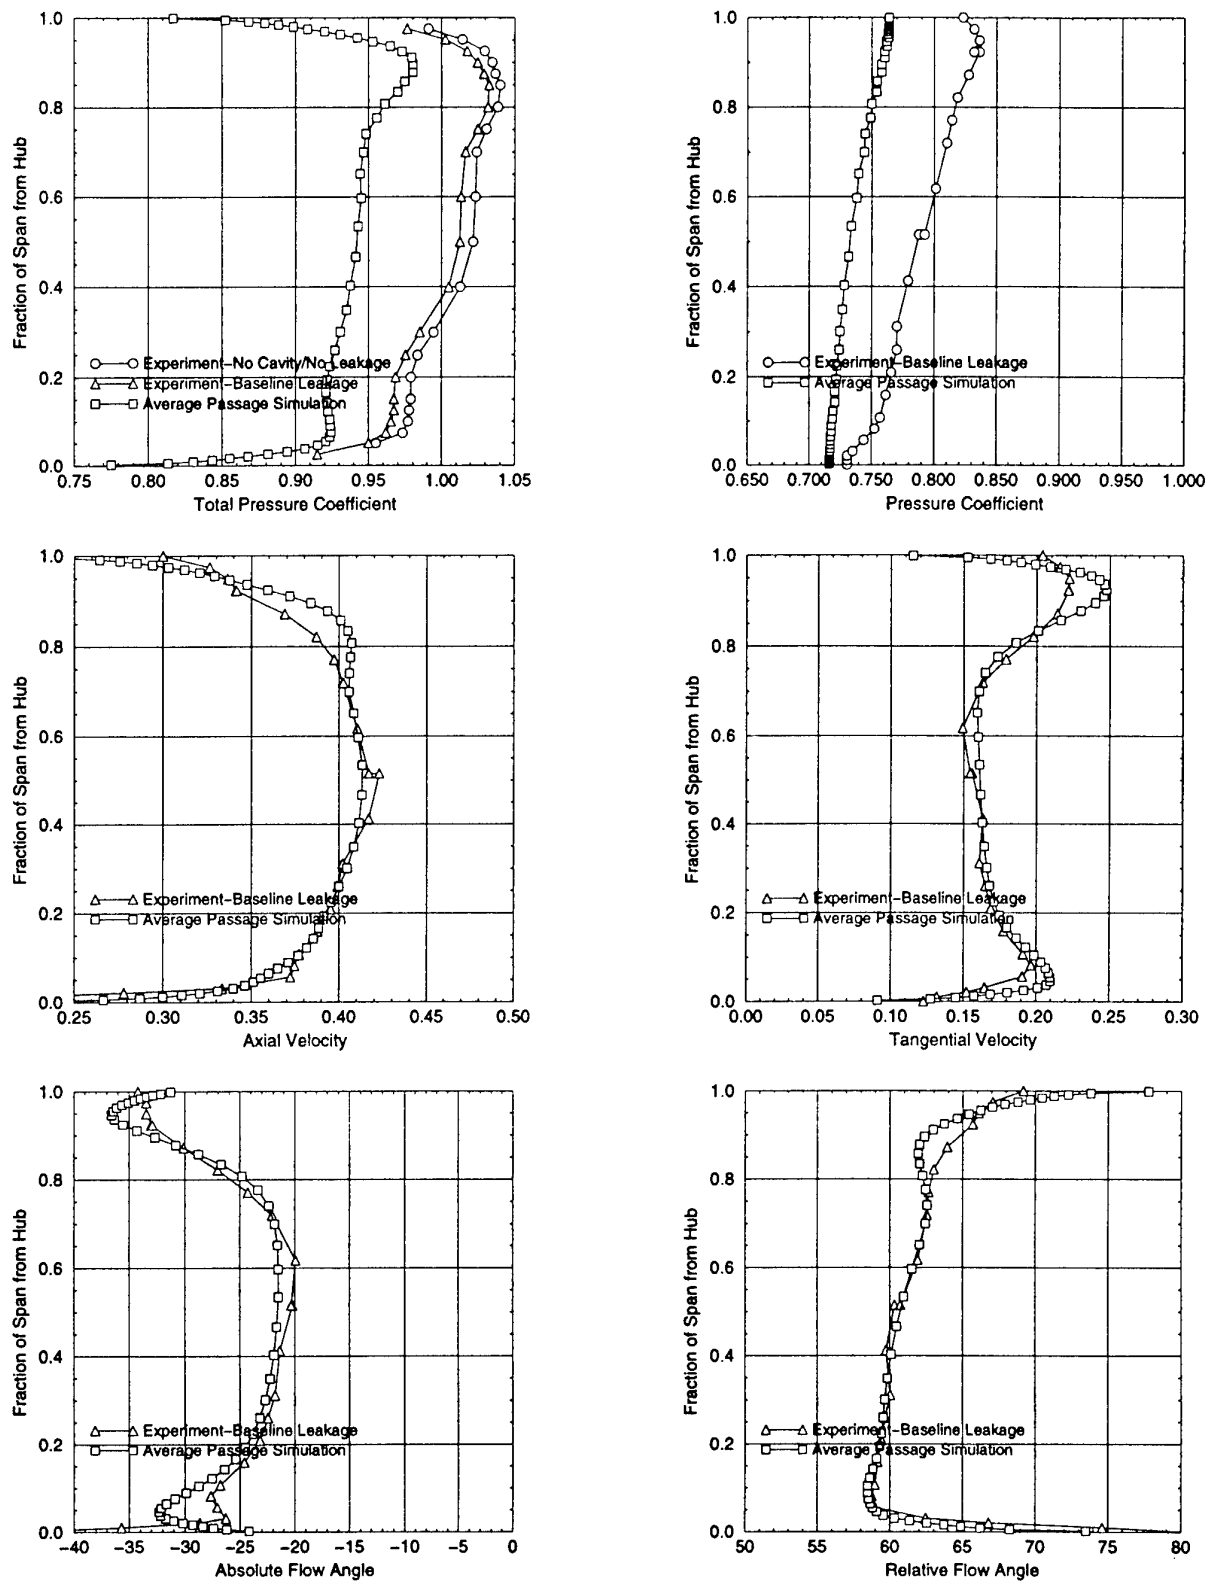 1.0
0.8
0.6
0.4
0.2
0.0
Fraction of Span from Hub
Experiment-No Cavity/No Leakage
Experiment-Baseline Leakage
Average Passage Simulation
0.75 0.80 0.85 0.90 0.95 1.00 1.05
Total Pressure Coefficient
1.0
0.8
0.6
0.4
0.2
0.0
Fraction of Span from Hub
Experiment-Baseline Leakage
Average Passage Simulation
0.650 0.700 0.750 0.800 0.850 0.900 0.950 1.000
Pressure Coefficient
1.0
0.8
0.6
0.4
0.2
0.0
Fraction of Span from Hub
Experiment-Baseline Leakage
Average Passage Simulation
0.25 0.30 0.35 0.40 0.45 0.50
Axial Velocity
1.0
0.8
0.6
0.4
0.2
0.0
Fraction of Span from Hub
Experiment-Baseline Leakage
Average Passage Simulation
0.00 0.05 0.10 0.15 0.20 0.25 0.30
Tangential Velocity
1.0
0.8
0.6
0.4
0.2
0.0
Fraction of Span from Hub
Experiment-Baseline Leakage
Average Passage Simulation
-40 -35 -30 -25 -20 -15 -10 -5 0
Absolute Flow Angle
1.0
0.8
0.6
0.4
0.2
0.0
Fraction of Span from Hub
Experiment-Baseline Leakage
Average Passage Simulation
50 55 60 65 70 75 80
Relative Flow Angle